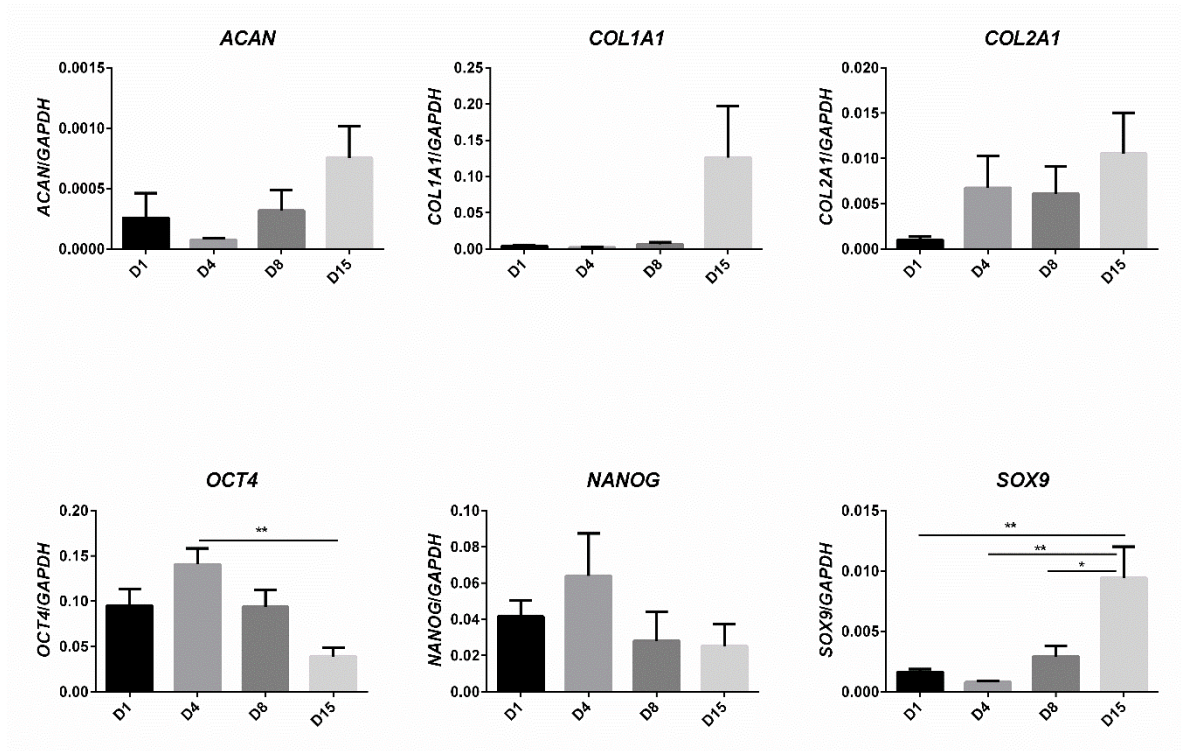 ACAN
ACAN/GAPDH
0.0015
0.0010
0.0005
0.0000
D1
D4
D8
D15
COL1A1
COL1A1/GAPDH
0.25
0.20
0.15
0.10
0.05
0.00
D1
D4
D8
D15
COL2A1
COL2A1/GAPDH
0.020
0.015
0.010
0.005
0.000
D1
D4
D8
D15
OCT4
OCT4/GAPDH
0.20
0.15
0.10
0.05
0.00
**
D1
D4
D8
D15
NANOG
NANOG/GAPDH
0.10
0.08
0.06
0.04
0.02
0.00
D1
D4
D8
D15
SOX9
SOX9/GAPDH
0.015
0.010
0.005
0.000
**
**
*
D1
D4
D8
D15